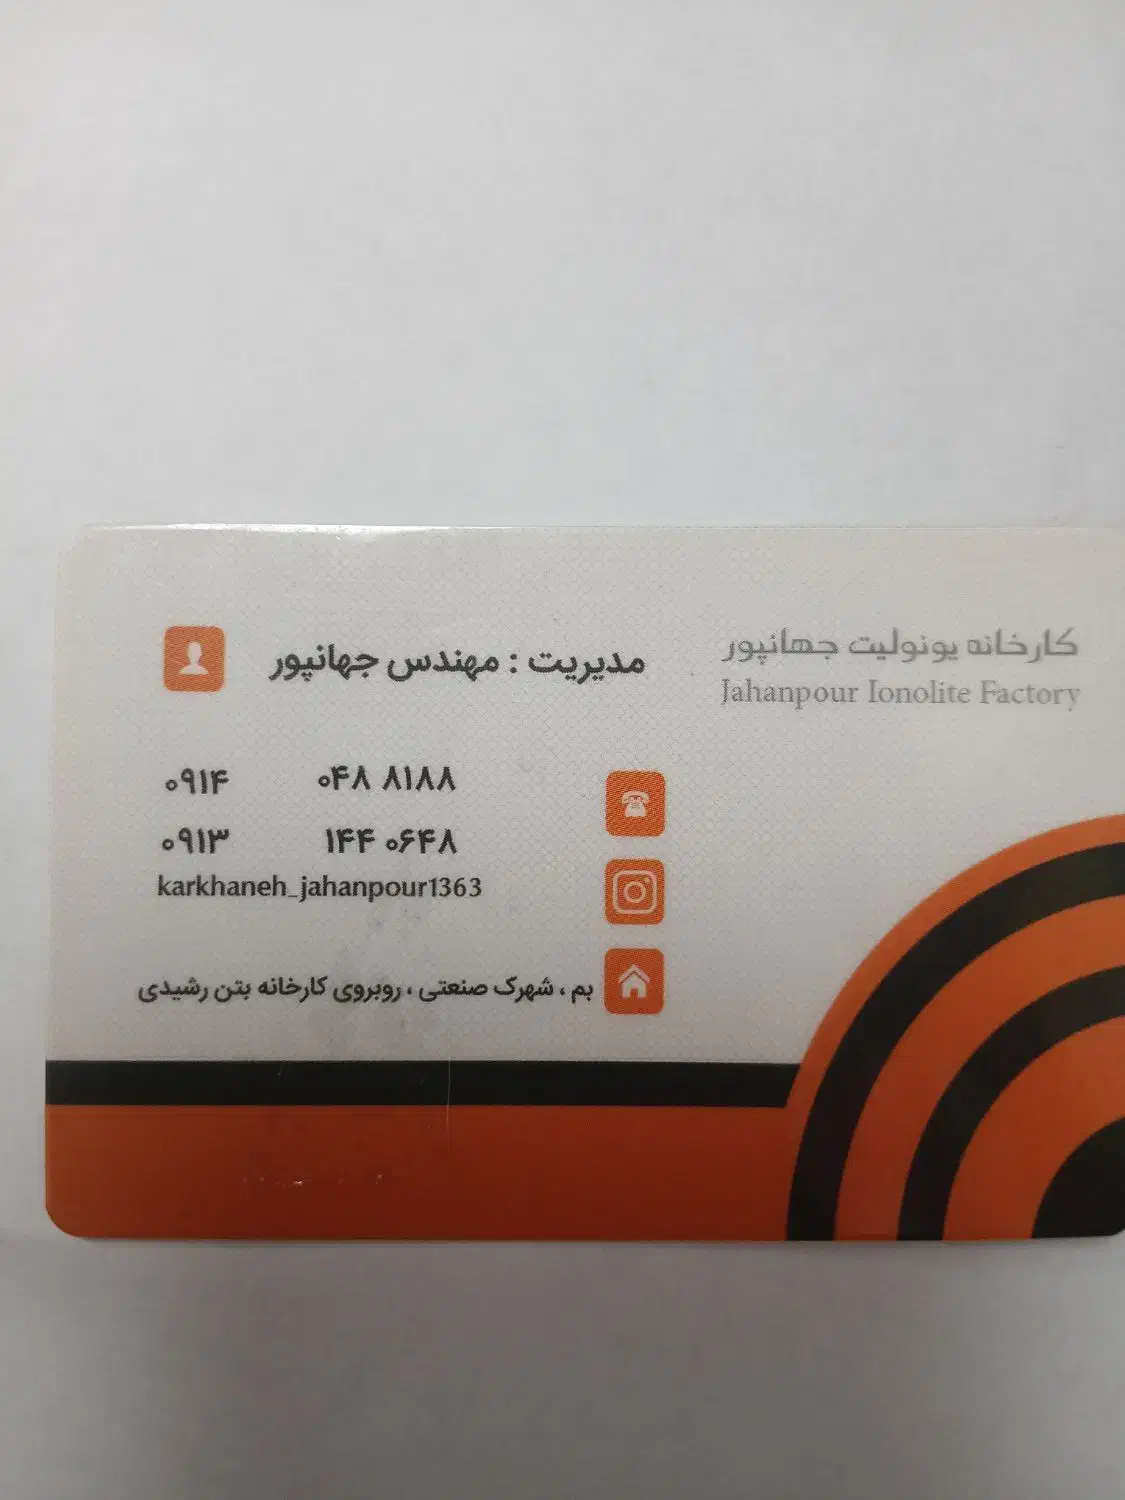 کارخانه یونولیت جهانپور
Jahanpour Ionolite Factory
مدیریت : مهندس جهانپور
۰۹۱۴ ۰۴۸ ۸۱۸۸
۰۹۱۳ ۱۴۴ ۰۶۴۸
karkhaneh_jahanpour1363
بم ، شهرک صنعتی ، روبروی کارخانه بتن رشیدی